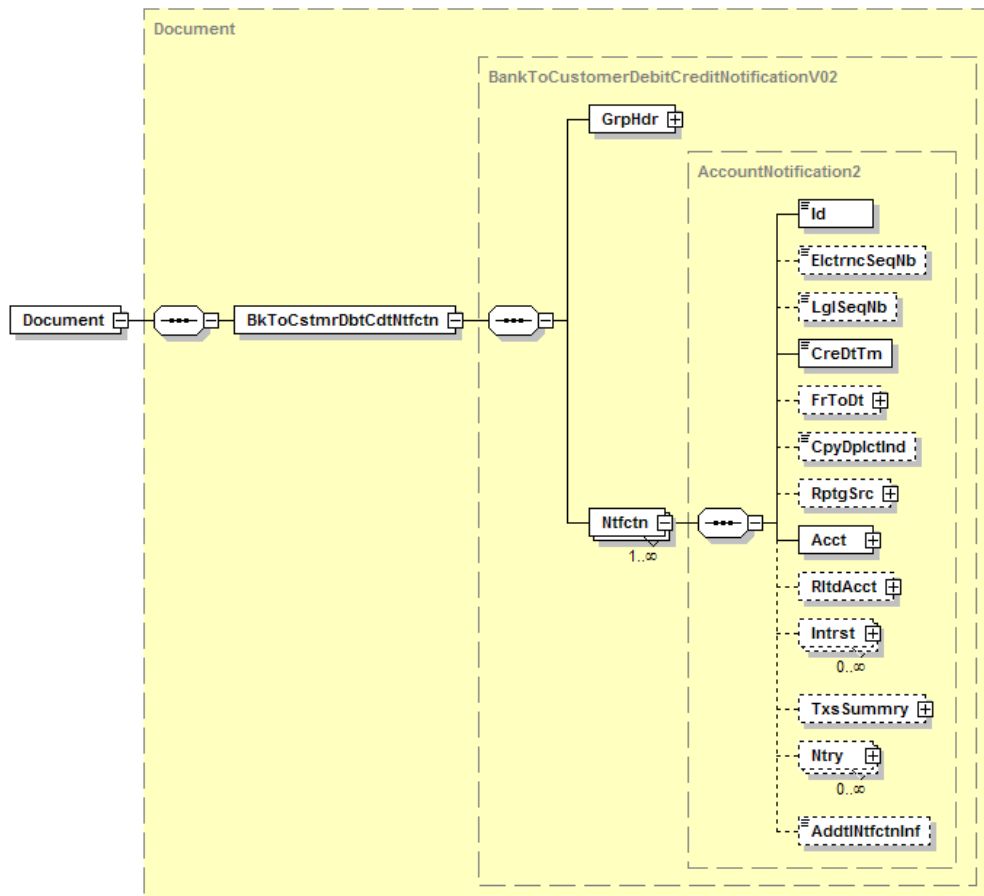 Document
BankToCustomerDebitCreditNotificationV02
GrpHdr
AccountNotification2
Id
ElctrncSeqNb
LglSeqNb
Document
BkToCstmrDbtCdtNtfctn
CreDtTm
FrToDt
CpyDplctInd
RptgSrc
Ntfctn
1..∞
Acct
RltdAcct
Intrst
0..∞
TxsSummry
Ntry
0..∞
AddtlNtfctnInf